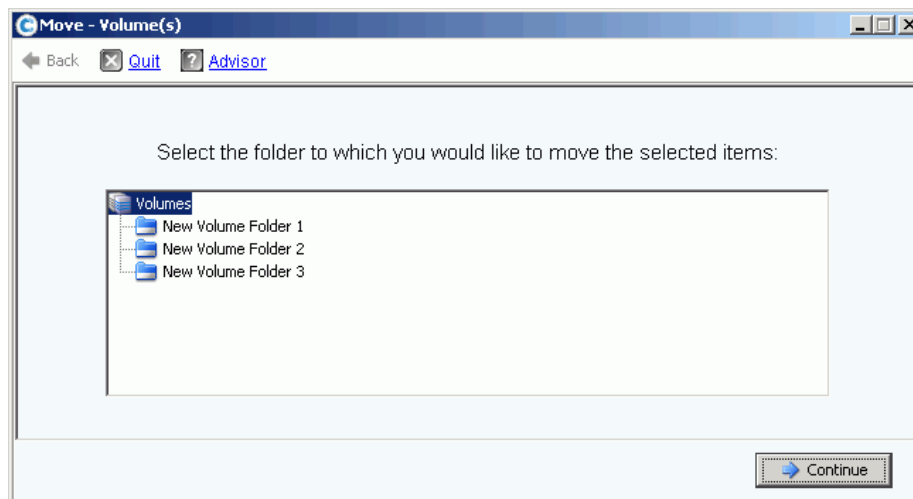 Move - Volume(s)
Back Quit Advisor
Select the folder to which you would like to move the selected items:
Volumes
New Volume Folder 1
New Volume Folder 2
New Volume Folder 3
Continue